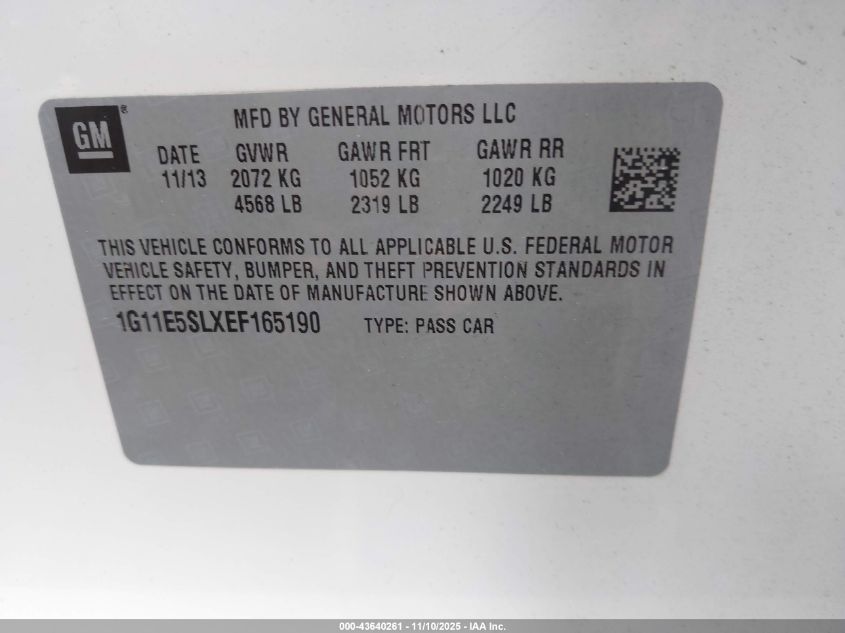 GM ®
MFD BY GENERAL MOTORS LLC
DATE GVWR GAWR FRT GAWR RR
11/13 2072 KG 1052 KG 1020 KG
4568 LB 2319 LB 2249 LB
THIS VEHICLE CONFORMS TO ALL APPLICABLE U.S. FEDERAL MOTOR
VEHICLE SAFETY, BUMPER, AND THEFT PREVENTION STANDARDS IN
EFFECT ON THE DATE OF MANUFACTURE SHOWN ABOVE.
1G11E5SLXEF165190 TYPE: PASS CAR
000-43640261 - 11/10/2025 - IAA Inc.